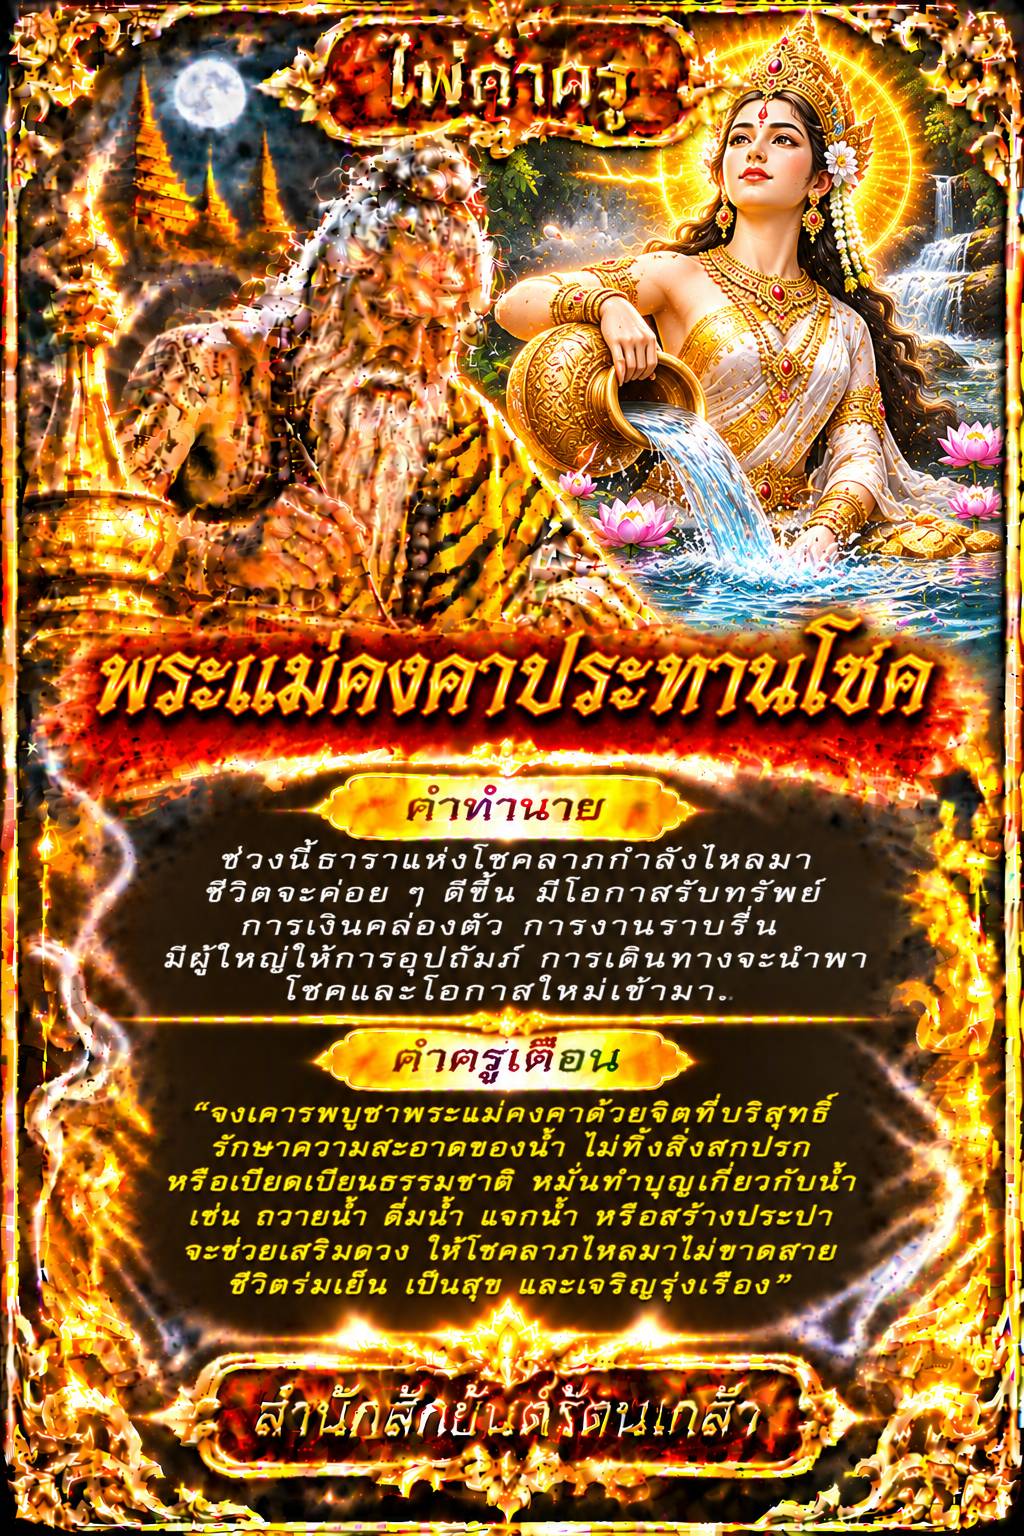 ไพ่คำครู
พระแม่คงคาประทานโชค
คำทำนาย
ช่วงนี้ธาราแห่งโชคลาภกำลังไหลมา
ชีวิตจะค่อย ๆ ดีขึ้น มีโอกาสรับทรัพย์
การเงินคล่องตัว การงานราบรื่น
มีผู้ใหญ่ให้การอุปถัมภ์ การเดินทางจะนำพา
โชคและโอกาสใหม่เข้ามา..
คำครูเตือน
“จงเคารพบูชาพระแม่คงคาด้วยจิตที่บริสุทธิ์
รักษาความสะอาดของน้ำ ไม่ทิ้งสิ่งสกปรก
หรือเบียดเบียนธรรมชาติ หมั่นทำบุญเกี่ยวกับน้ำ
เช่น ถวายน้ำ ดื่มน้ำ แจกน้ำ หรือสร้างประปา
จะช่วยเสริมดวง ให้โชคลาภไหลมาไม่ขาดสาย
ชีวิตร่มเย็น เป็นสุข และเจริญรุ่งเรือง”
สำนักสักยันต์รัตนเกล้า